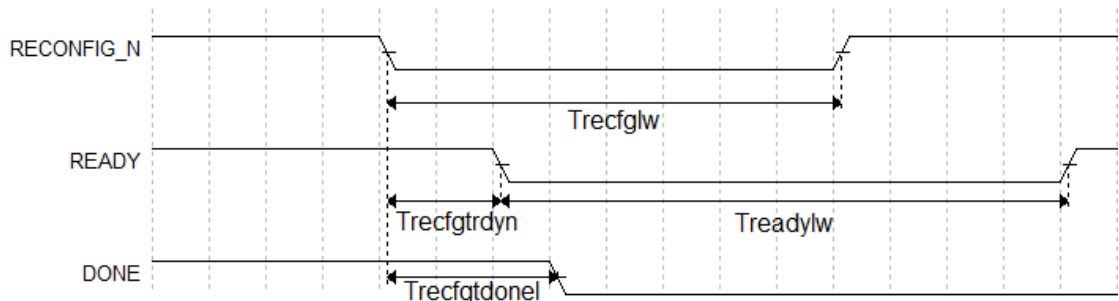 RECONFIG_N
Trecfglw
READY
Trecfgtrdyn
Treadylw
DONE
Trecfgtdonel